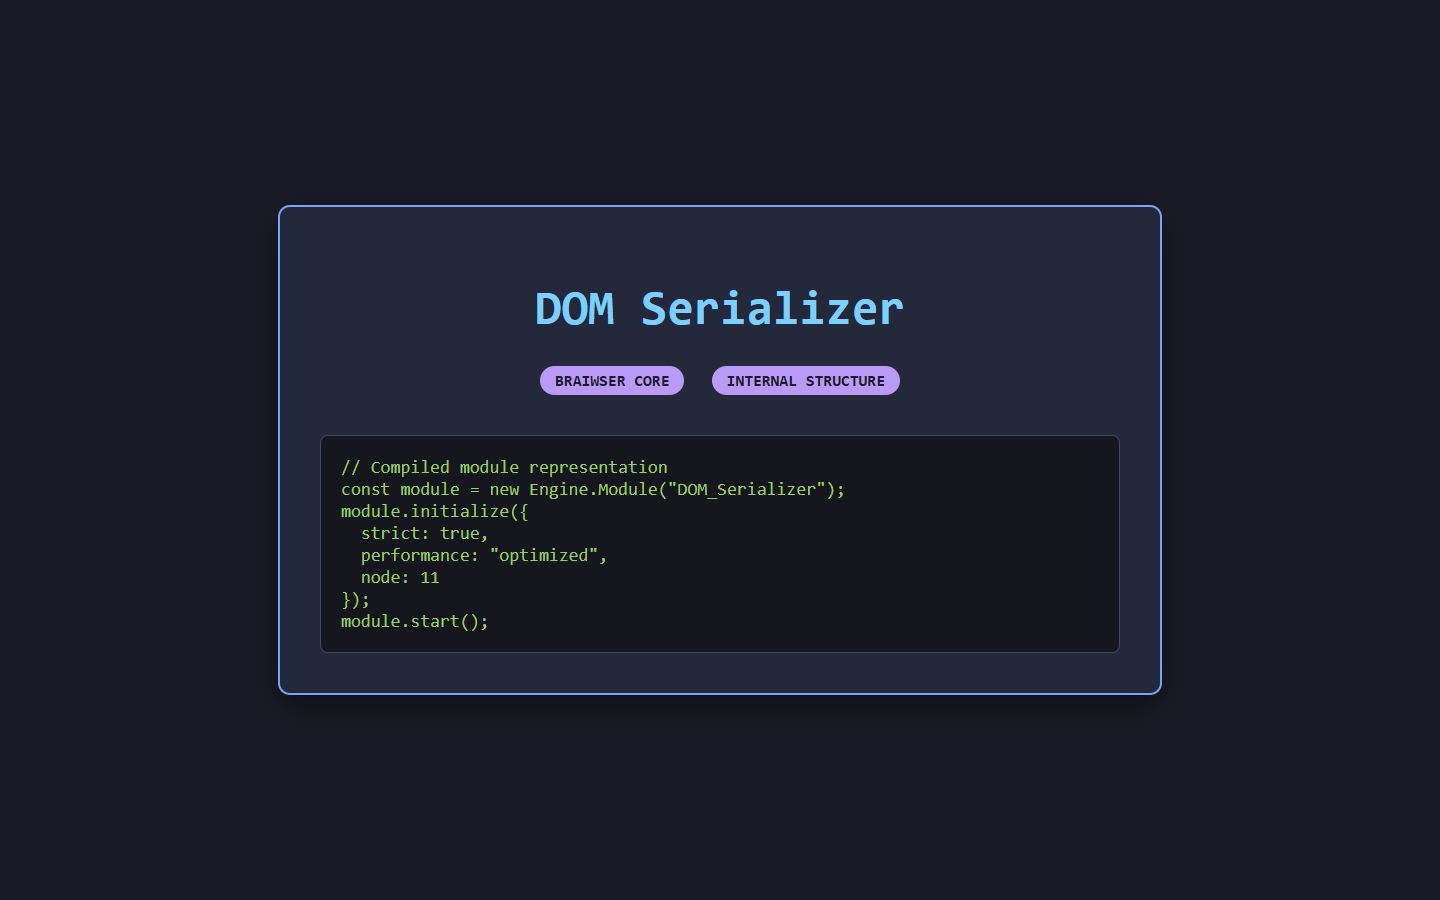 DOM Serializer
BRAIWSER CORE
INTERNAL STRUCTURE
// Compiled module representation
const module = new Engine.Module("DOM_Serializer");
module.initialize({
  strict: true,
  performance: "optimized",
  node: 11
});
module.start();